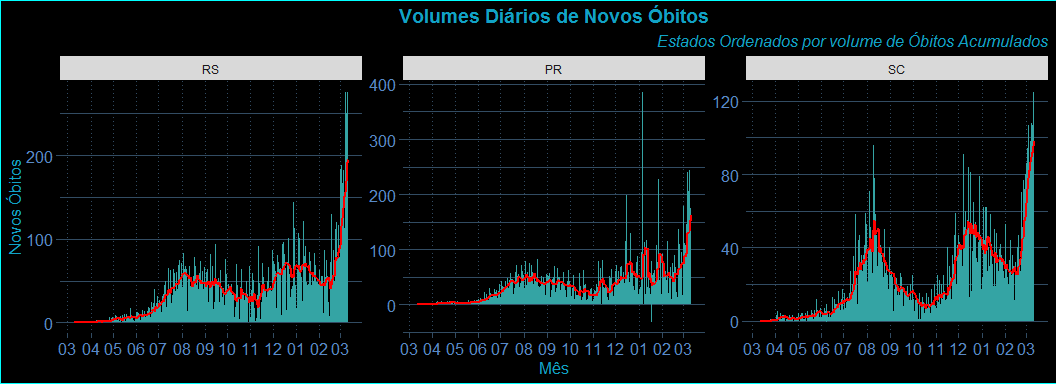 Volumes Diários de Novos Óbitos
Estados Ordenados por volume de Óbitos Acumulados
RS
PR
SC
Novos Óbitos
200
100
0
400
300
200
100
0
120
80
40
0
03 04 05 06 07 08 09 10 11 12 01 02 03
03 04 05 06 07 08 09 10 11 12 01 02 03
03 04 05 06 07 08 09 10 11 12 01 02 03
Mês